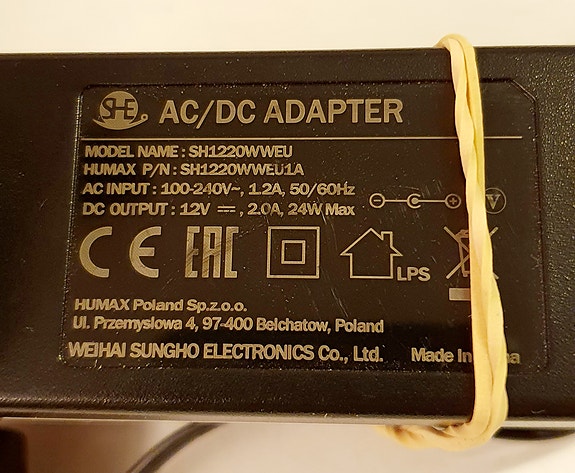 SHE AC/DC ADAPTER
MODEL NAME : SH1220WWEU
HUMAX P/N : SH1220WWEU1A
AC INPUT : 100-240V~, 1.2A, 50/60Hz
DC OUTPUT : 12V ⎓, 2.0A, 24W Max
V
CE EAC LPS
HUMAX Poland Sp.z.o.o.
Ul. Przemyslowa 4, 97-400 Belchatow, Poland
WEIHAI SUNGHO ELECTRONICS Co., Ltd. Made In